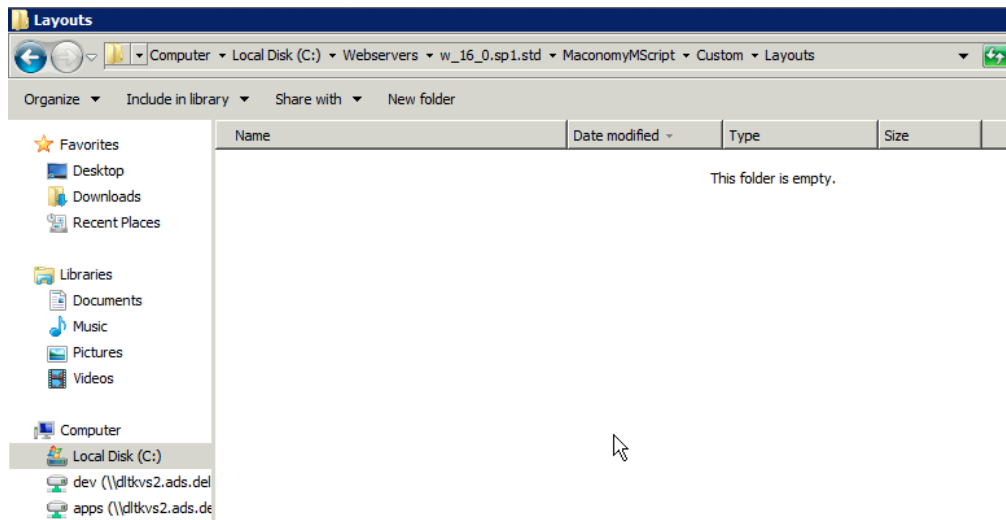 Layouts
Computer Local Disk (C:) Webservers w_16_0.sp1.std MaconomyMScript Custom Layouts
Organize Include in library Share with New folder
Name Date modified Type Size
This folder is empty.
Favorites
Desktop
Downloads
Recent Places
Libraries
Documents
Music
Pictures
Videos
Computer
Local Disk (C:)
dev (\\dltkvs2.ads.del
apps (\\dltkvs2.ads.de